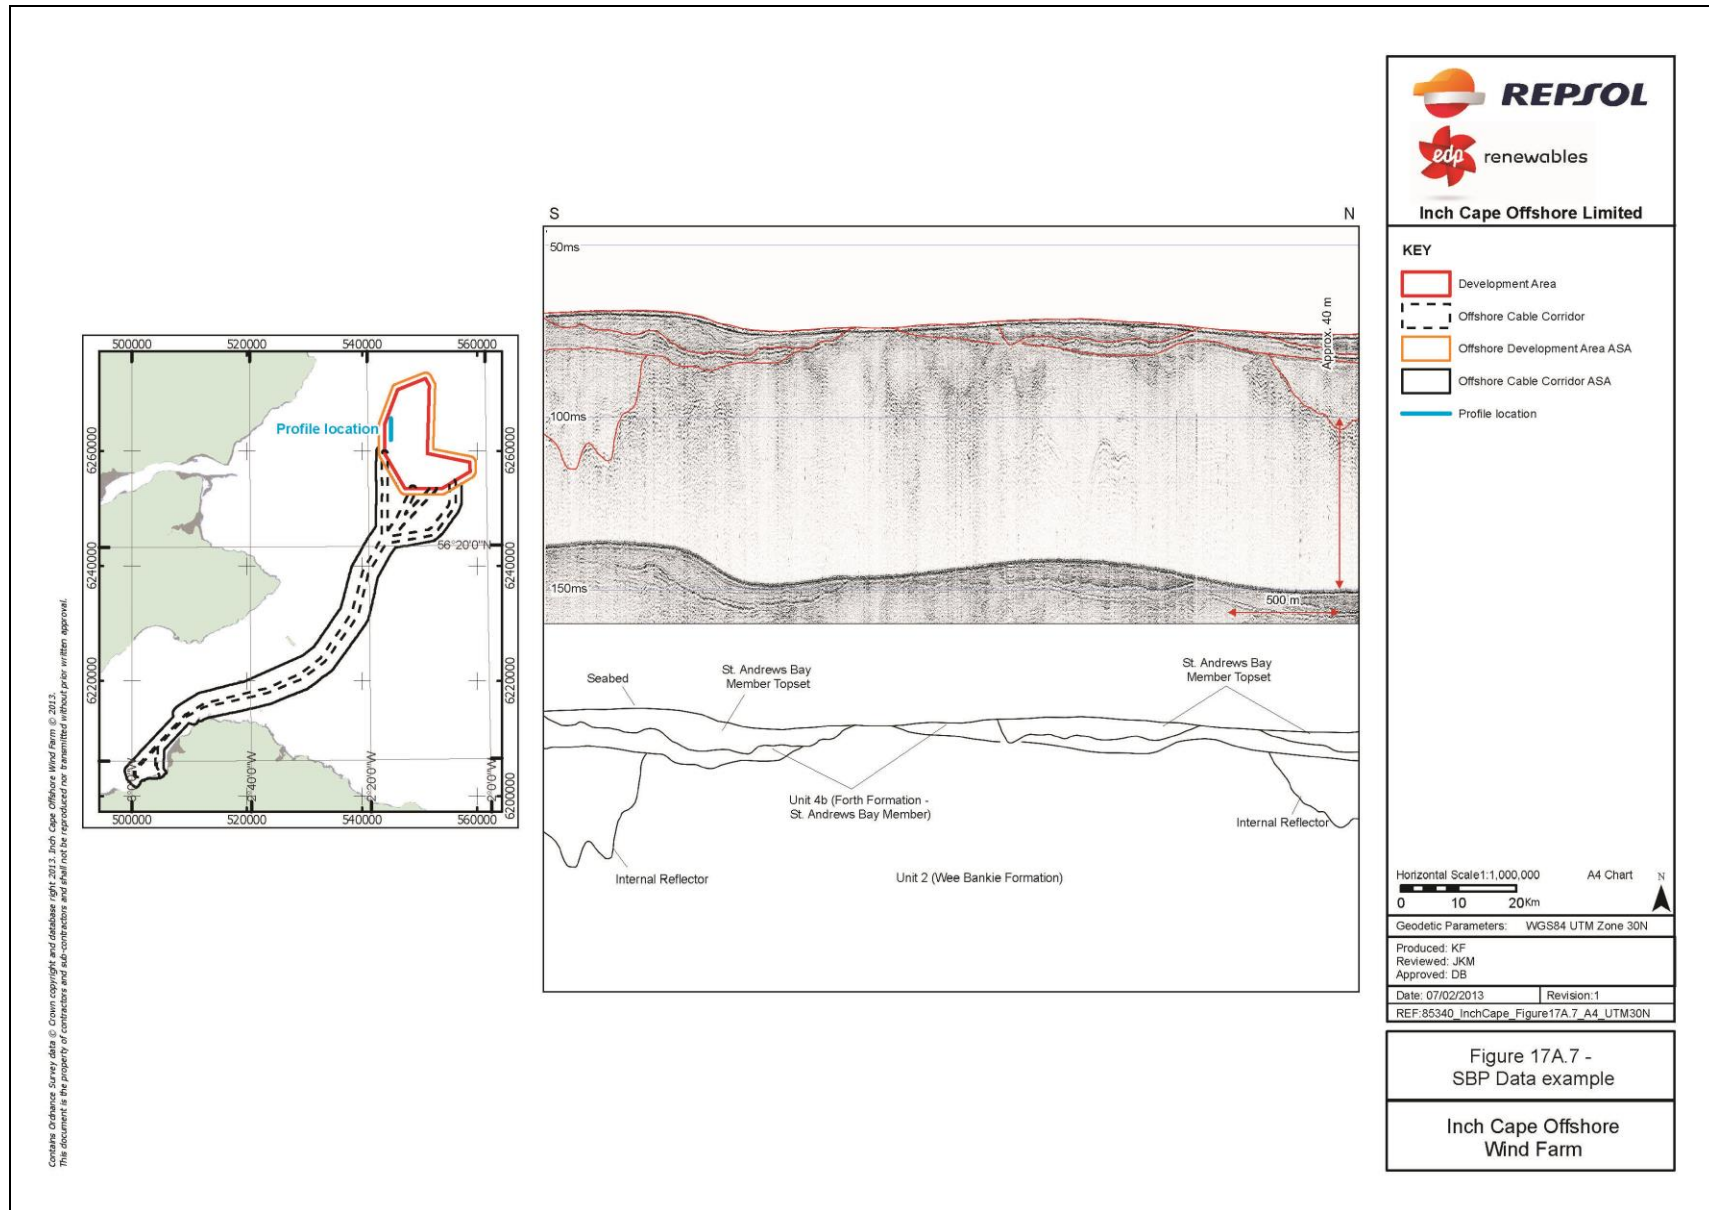 REPSOL
edp renewables
Inch Cape Offshore Limited
KEY
Development Area
Offshore Cable Corridor
Offshore Development Area ASA
Offshore Cable Corridor ASA
Profile location
Horizontal Scale1:1,000,000 A4 Chart N
0 10 20Km
Geodetic Parameters: WGS84 UTM Zone 30N
Produced: KF
Reviewed: JKM
Approved: DB
Date: 07/02/2013 Revision:1
REF:85340_InchCape_Figure17A.7_A4_UTM30N
Figure 17A.7 -
SBP Data example
Inch Cape Offshore
Wind Farm
S N
50ms
100ms
150ms
Approx. 40 m
500 m
Seabed
St. Andrews Bay
Member Topset
St. Andrews Bay
Member Topset
Unit 4b (Forth Formation -
St. Andrews Bay Member)
Internal Reflector
Internal Reflector
Unit 2 (Wee Bankie Formation)
500000 520000 540000 560000
Profile location
6260000 6260000
56°20'0"N
6240000 6240000
6220000 6220000
2°40'0"W
2°20'0"W
2°0'0"W
6200000
500000 520000 540000 560000
Contains Ordnance Survey data © Crown copyright and database right 2013. Inch Cape Offshore Wind Farm © 2013.
This document is the property of contractors and sub-contractors and shall not be reproduced nor transmitted without prior written approval.